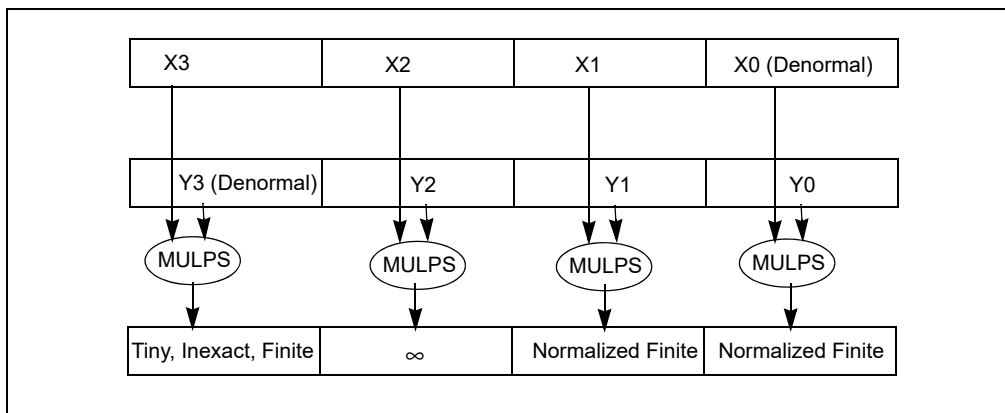 X3 X2 X1 X0 (Denormal)
Y3 (Denormal) Y2 Y1 Y0
MULPS MULPS MULPS MULPS
Tiny, Inexact, Finite ∞ Normalized Finite Normalized Finite